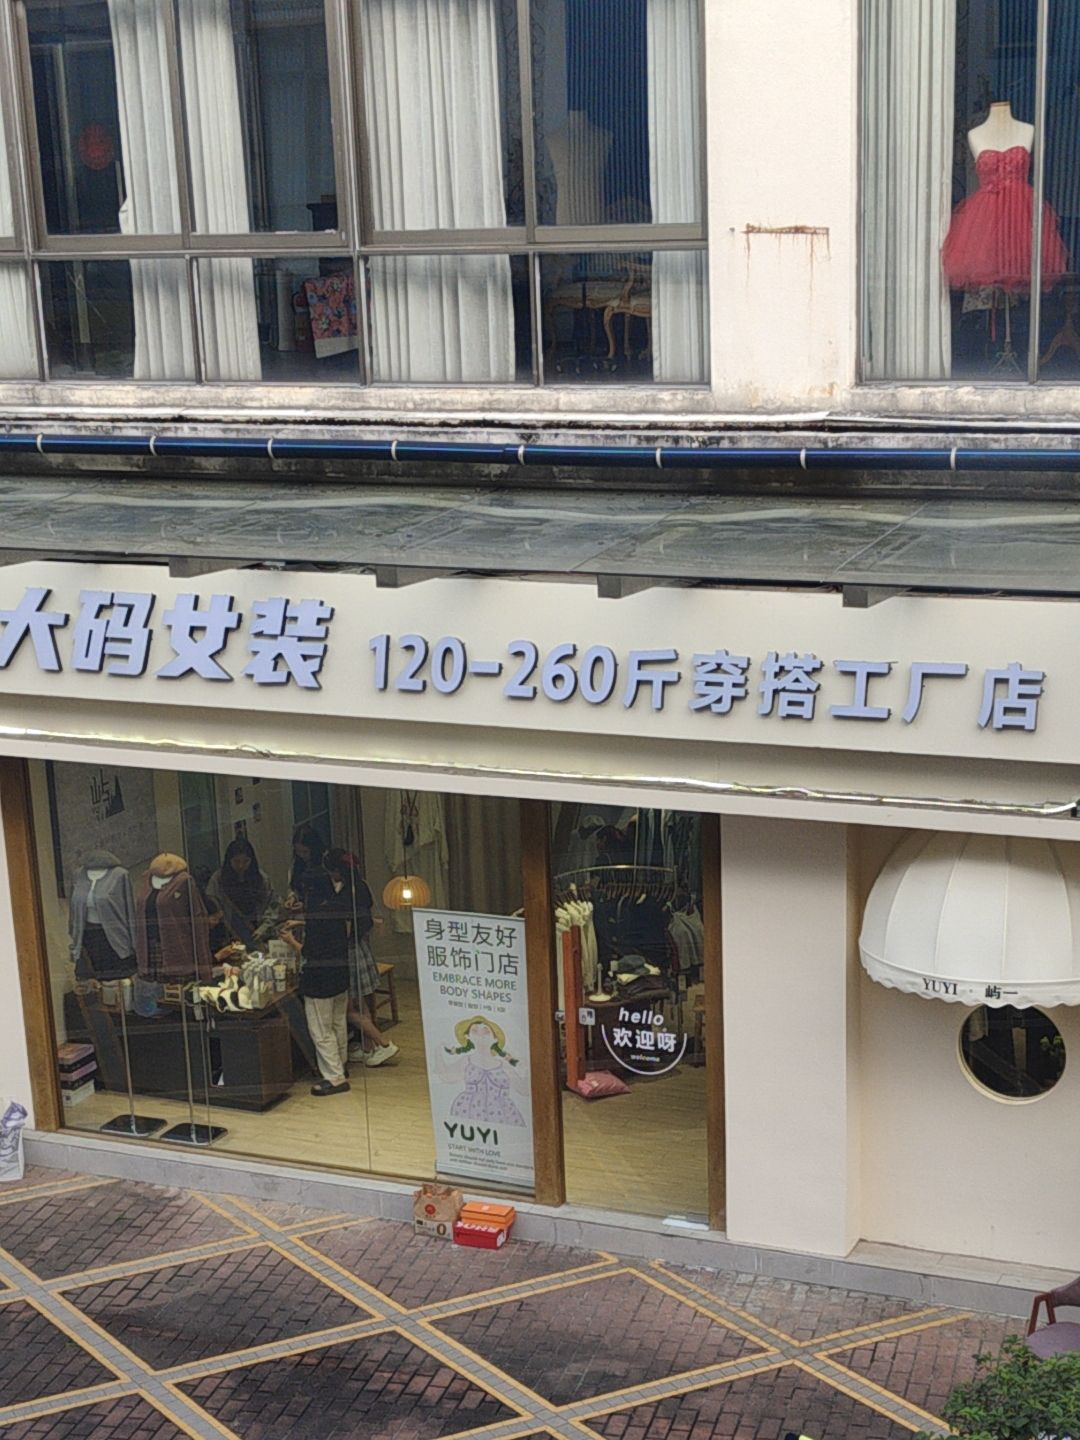 大码女装 120-260斤穿搭工厂店
屿一
身型友好
服饰门店
EMBRACE MORE
BODY SHAPES
YUYI
START WITH LOVE
hello
欢迎呀
welcome
YUYI · 屿一